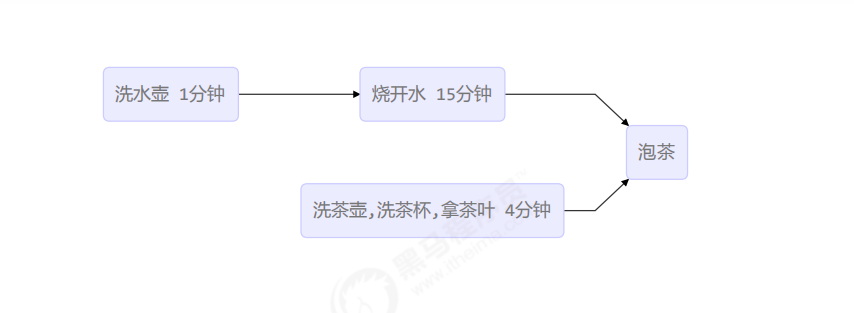 洗水壶 1分钟
烧开水 15分钟
泡茶
洗茶壶,洗茶杯,拿茶叶 4分钟
黑马程序员
www.itheima.com